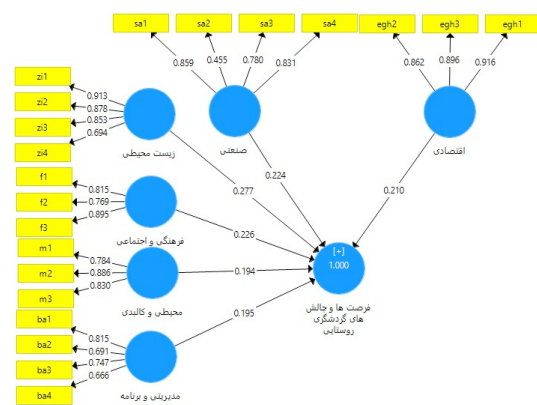 sa1
sa2
sa3
sa4
egh2
egh3
egh1
0.859
0.455
0.780
0.831
0.862
0.896
0.916
صنعتی
اقتصادی
zi1
zi2
zi3
zi4
0.913
0.878
0.853
0.694
زیست محیطی
0.224
0.277
0.210
f1
f2
f3
0.815
0.769
0.895
فرهنگی و اجتماعی
0.226
m1
m2
m3
0.784
0.886
0.830
محیطی و کالبدی
0.194
[+]
1.000
فرصت ها و چالش
های گردشگری
روستایی
ba1
ba2
ba3
ba4
0.815
0.691
0.747
0.666
مدیریتی و برنامه
0.195